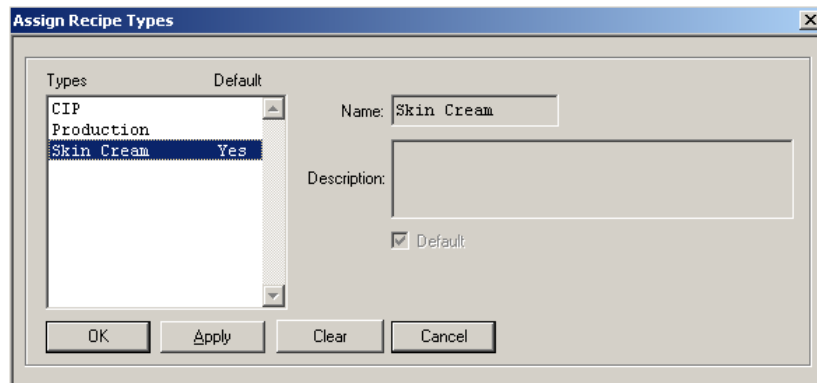 Assign Recipe Types
Types Default
CIP
Production
Skin Cream Yes
Name: Skin Cream
Description:
Default
OK Apply Clear Cancel